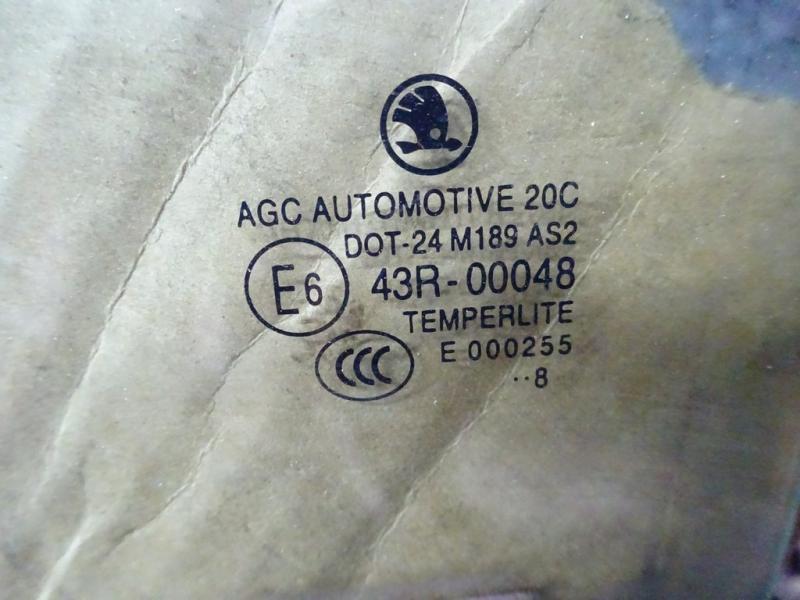 AGC AUTOMOTIVE 20C
DOT-24 M189 AS2
E6 43R-00048
TEMPERLITE
CCC E 000255
··8